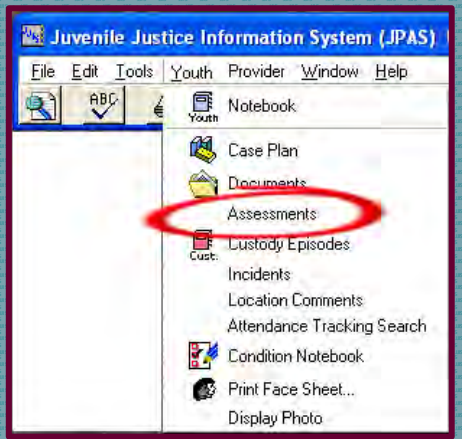 Juvenile Justice Information System (JPAS)
File Edit Tools Youth Provider Window Help
ABC
Youth Notebook
Case Plan
Documents
Assessments
Cust. Custody Episodes
Incidents
Location Comments
Attendance Tracking Search
Condition Notebook
Print Face Sheet...
Display Photo